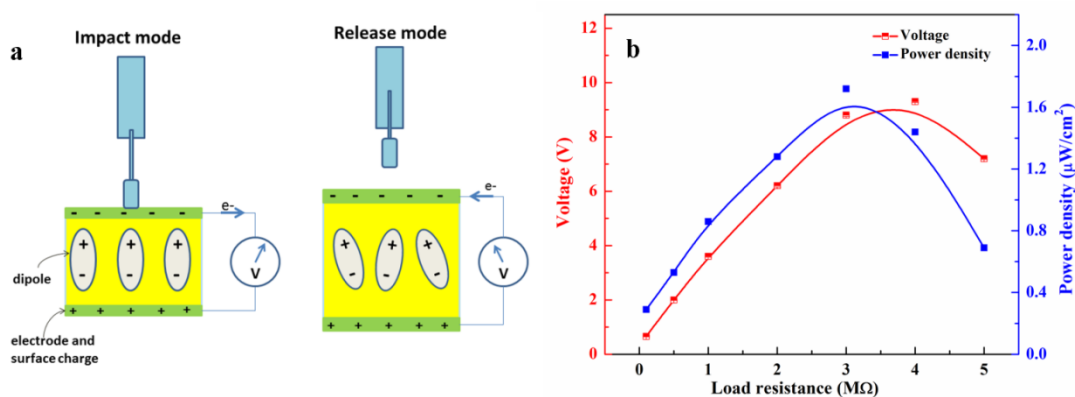 a
Impact mode
Release mode
- - - - -
e-
+ + +
- - -
V
dipole
+ + + + +
electrode and
surface charge
- - - - -
e-
+ + +
- - -
V
+ + + + +
b
Voltage
Power density
12
10
8
6
4
2
0
Voltage (V)
2.0
1.6
1.2
0.8
0.4
0.0
Power density (μW/cm²)
0 1 2 3 4 5
Load resistance (MΩ)